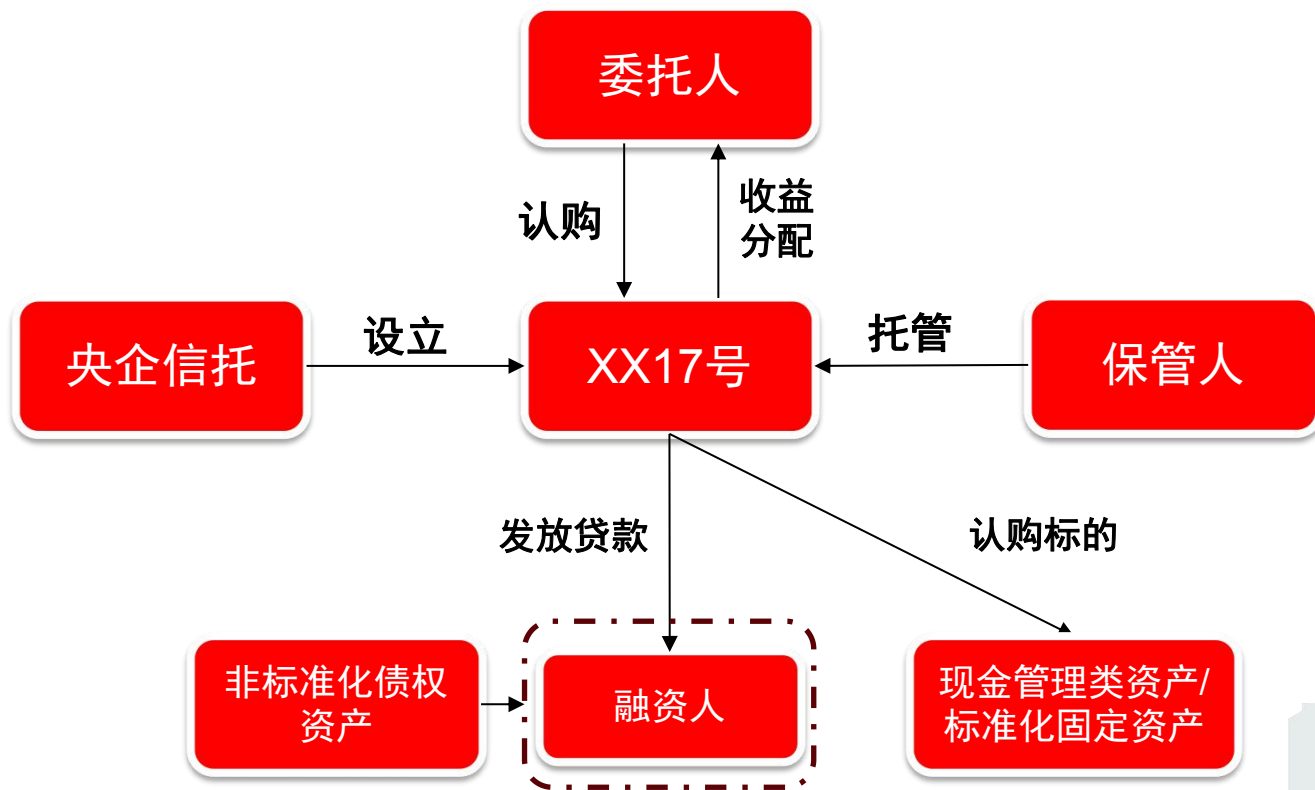 委托人
认购
收益
分配
央企信托
设立
XX17号
托管
保管人
发放贷款
认购标的
非标准化债权
资产
融资人
现金管理类资产/
标准化固定资产